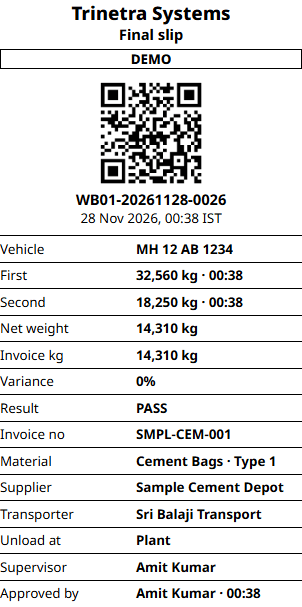 Trinetra Systems
Final slip
DEMO
WB01-20261128-0026
28 Nov 2026, 00:38 IST
Vehicle MH 12 AB 1234
First 32,560 kg · 00:38
Second 18,250 kg · 00:38
Net weight 14,310 kg
Invoice kg 14,310 kg
Variance 0%
Result PASS
Invoice no SMPL-CEM-001
Material Cement Bags · Type 1
Supplier Sample Cement Depot
Transporter Sri Balaji Transport
Unload at Plant
Supervisor Amit Kumar
Approved by Amit Kumar · 00:38